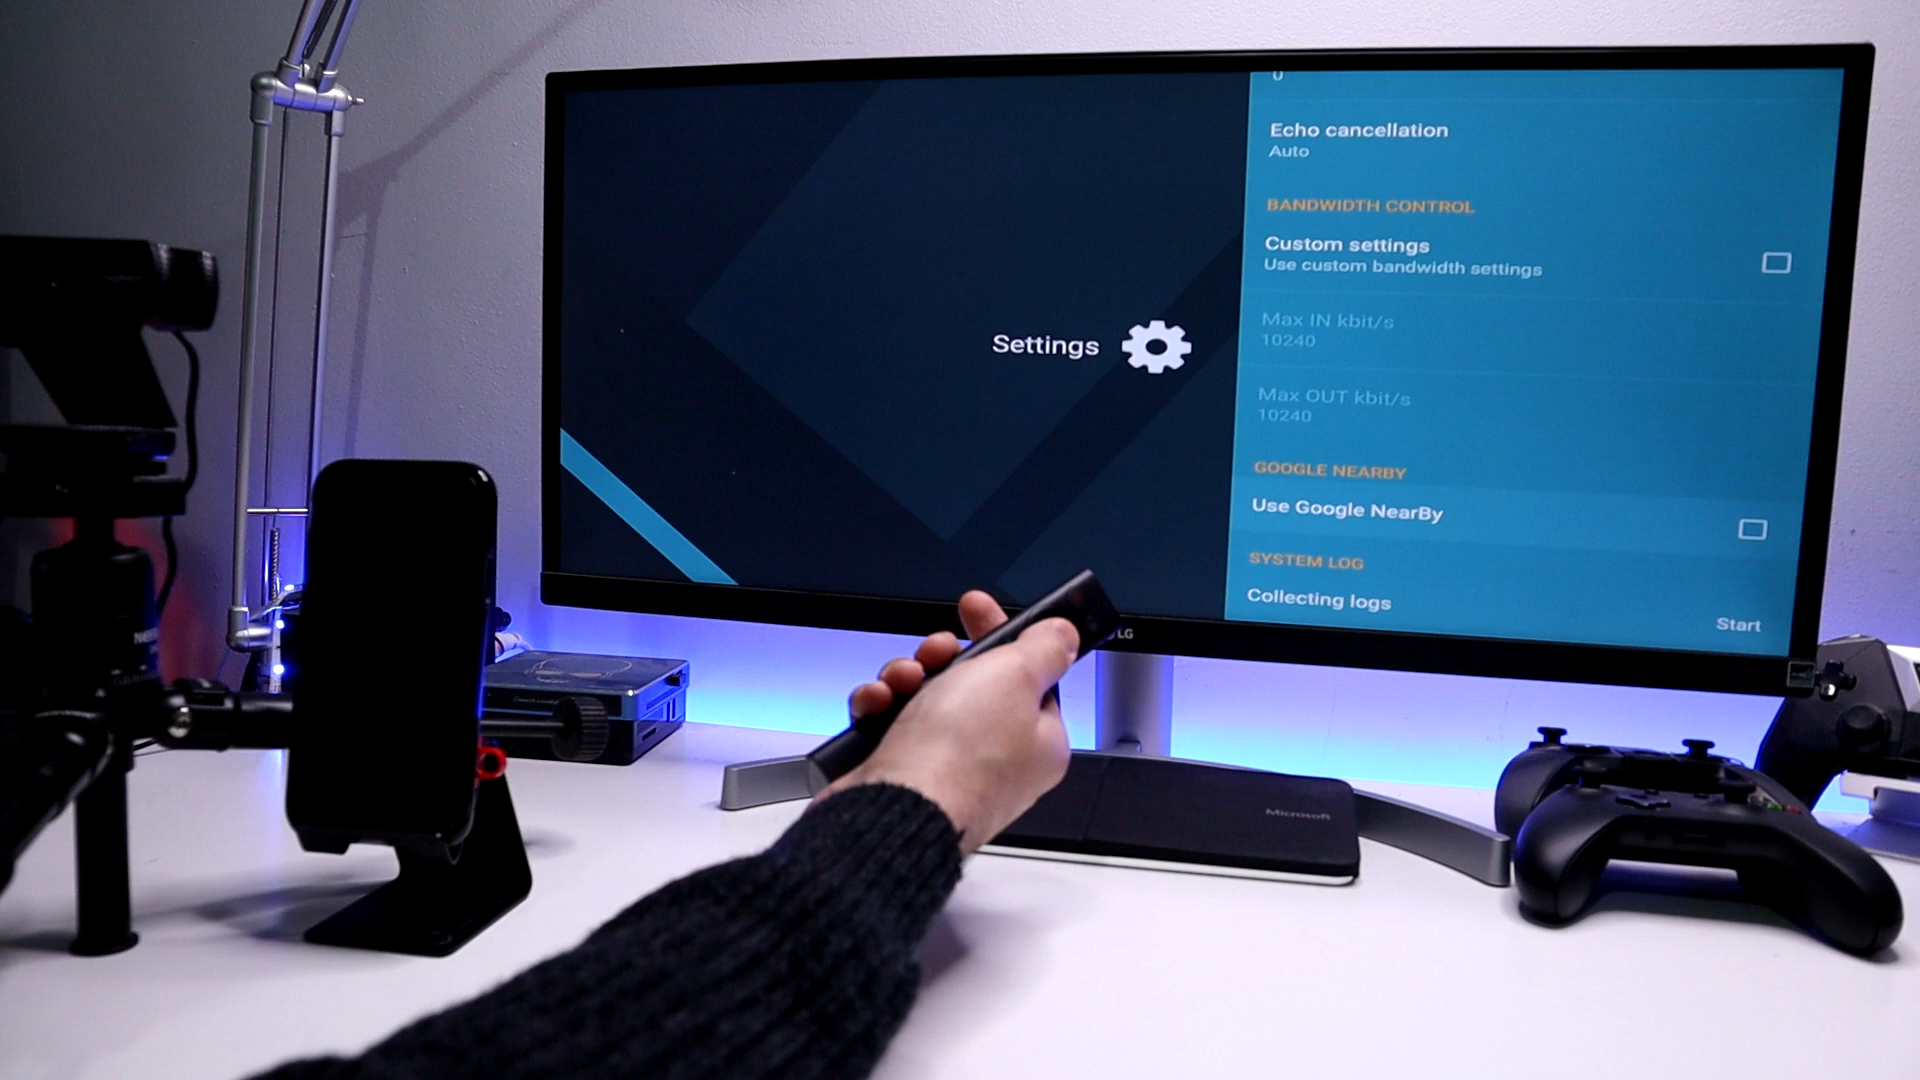 Settings
Echo cancellation
Auto
BANDWIDTH CONTROL
Custom settings
Use custom bandwidth settings
Max IN kbit/s
10240
Max OUT kbit/s
10240
GOOGLE NEARBY
Use Google NearBy
SYSTEM LOG
Collecting logs
Start
LG
Microsoft